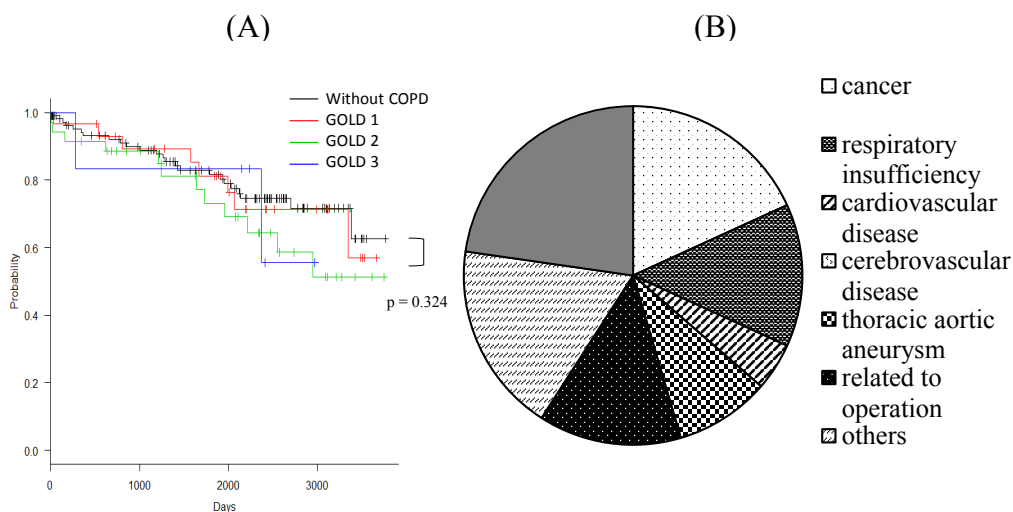 (A)
(B)
Without COPD
GOLD 1
GOLD 2
GOLD 3
1.0
0.8
0.6
0.4
0.2
0.0
Probability
p = 0.324
0
1000
2000
3000
Days
cancer
respiratory
insufficiency
cardiovascular
disease
cerebrovascular
disease
thoracic aortic
aneurysm
related to
operation
others